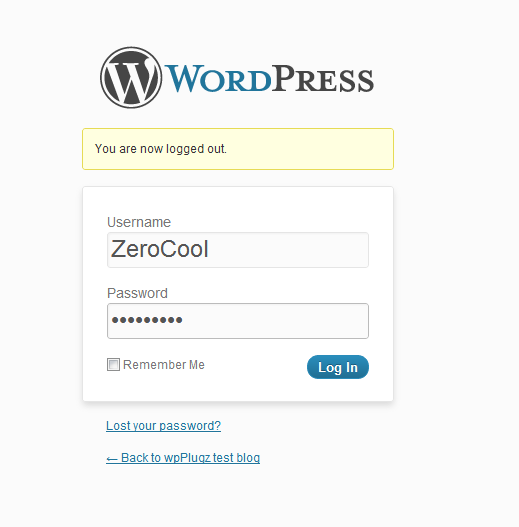 WORDPRESS
You are now logged out.
Username
ZeroCool
Password
•••••••••
Remember Me
Log In
Lost your password?
← Back to wpPlugz test blog